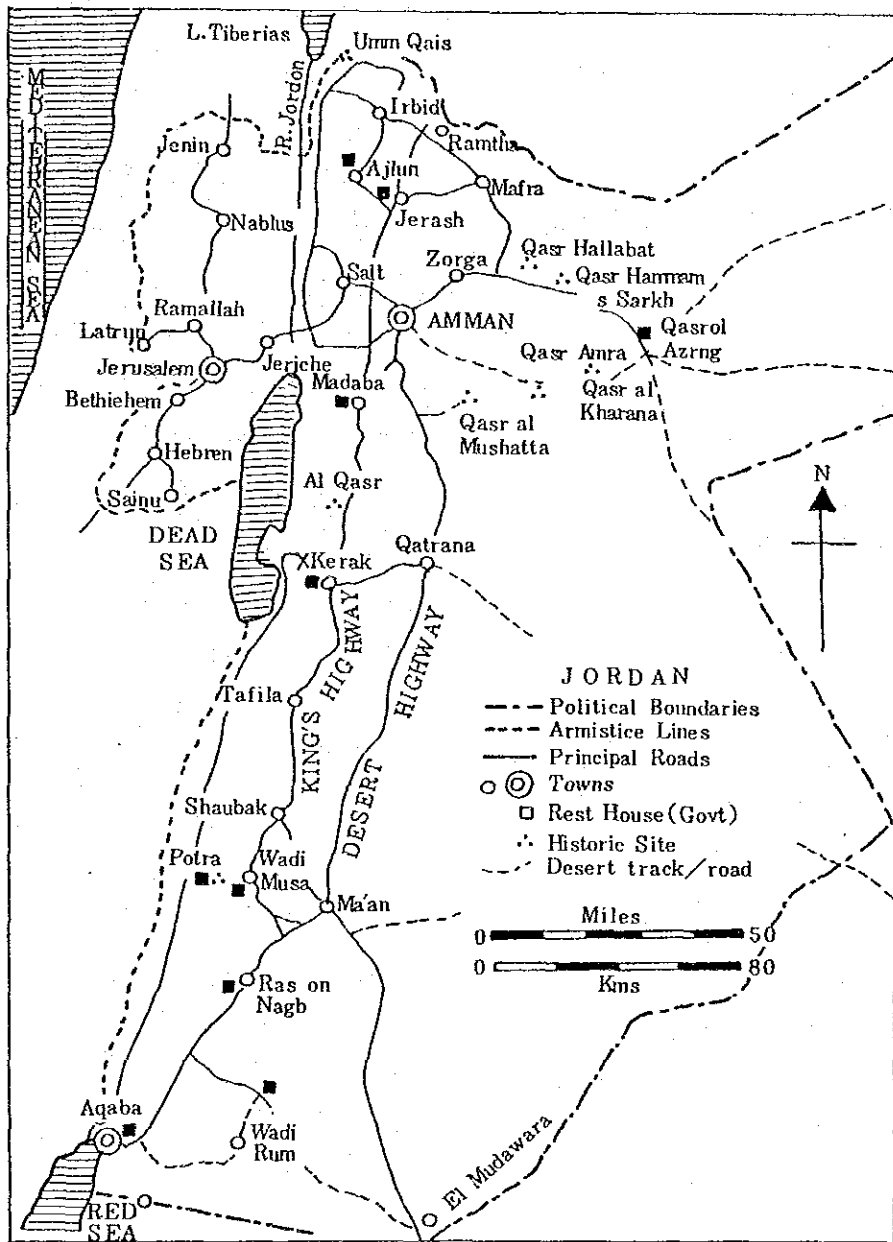 L. Tiberias
Umm Qais
MEDITERRANEAN SEA
R. Jordon
Irbid
Ramtha
Jenin
Ajlun
Mafra
Nablus
Jerash
Qasr Hallabat
Zorga
Salt
Qasr Hammam
s Sarkh
Ramallah
AMMAN
Qasrol
Azrng
Latrun
Jerusalem
Jeriche
Qasr Amra
Madaba
Qasr al
Kharana
Bethiehem
Qasr al
Mushatta
Hebren
Al Qasr
N
Sainu
DEAD
SEA
XKerak
Qatrana
KING'S HIGHWAY
DESERT HIGHWAY
Tafila
JORDAN
Political Boundaries
Armistice Lines
Principal Roads
Towns
Shaubak
Rest House (Govt)
Historic Site
Potra
Wadi
Musa
Desert track/road
Ma'an
Miles
0 50
0 80
Kms
Ras on
Nagb
Aqaba
Wadi
Rum
El Mudawara
RED
SEA